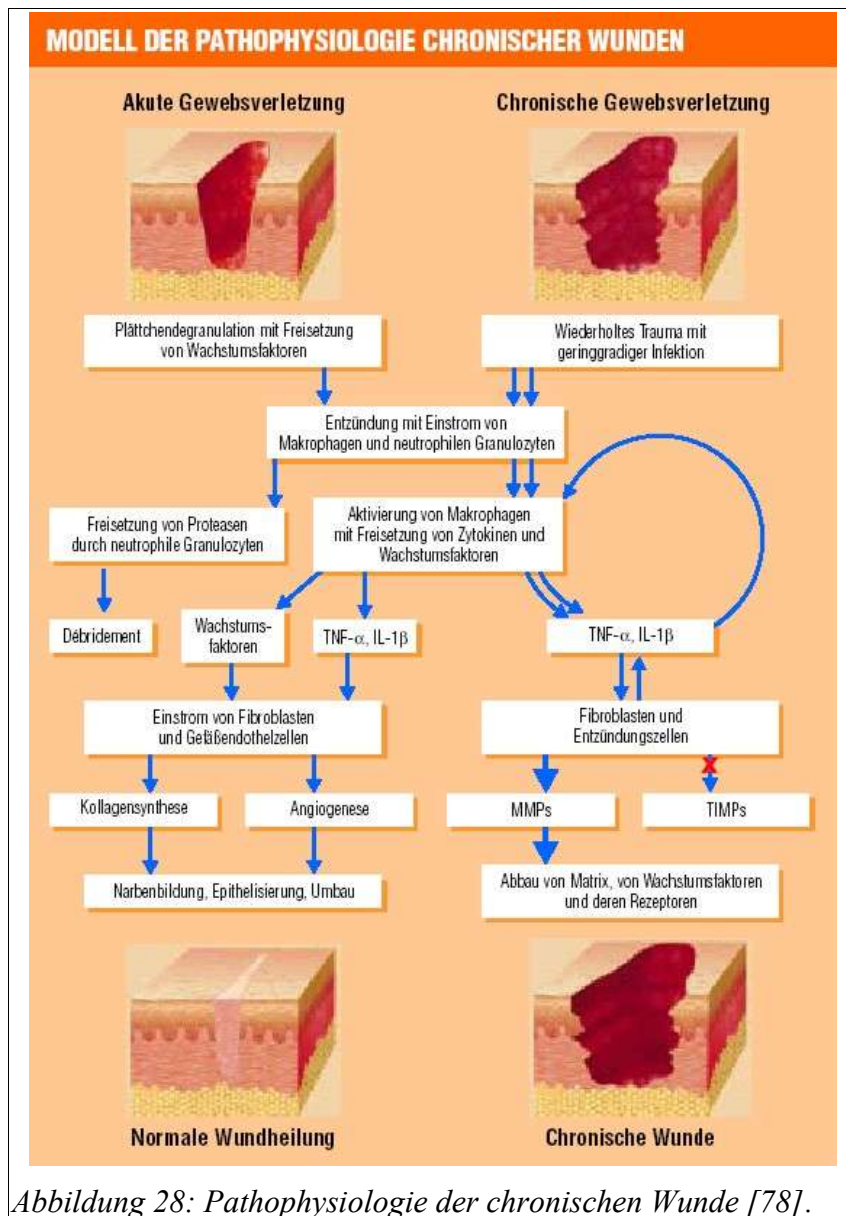 MODELL DER PATHOPHYSIOLOGIE CHRONISCHER WUNDEN
Akute Gewebsverletzung
Chronische Gewebsverletzung
Plättchendegranulation mit Freisetzung
von Wachstumsfaktoren
Wiederholtes Trauma mit
geringgradiger Infektion
Entzündung mit Einstrom von
Makrophagen und neutrophilen Granulozyten
Freisetzung von Proteasen
durch neutrophile Granulozyten
Aktivierung von Makrophagen
mit Freisetzung von Zytokinen und
Wachstumsfaktoren
Débridement
Wachstums-
faktoren
TNF-α, IL-1β
TNF-α, IL-1β
Einstrom von Fibroblasten
und Gefäßendothelzellen
Fibroblasten und
Entzündungszellen
X
Kollagensynthese
Angiogenese
MMPs
TIMPs
Narbenbildung, Epithelisierung, Umbau
Abbau von Matrix, von Wachstumsfaktoren
und deren Rezeptoren
Normale Wundheilung
Chronische Wunde
Abbildung 28: Pathophysiologie der chronischen Wunde [78].